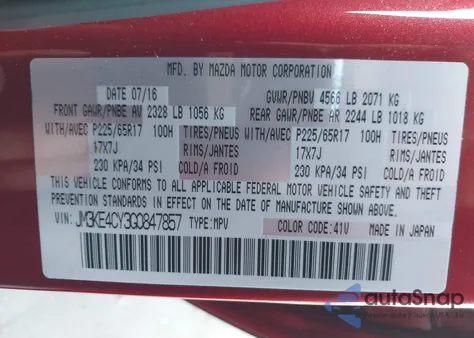 MFD. BY MAZDA MOTOR CORPORATION
DATE 07/16 GVWR/PNBV 4566 LB 2071 KG
FRONT GAWR/PNBE AV 2328 LB 1056 KG REAR GAWR/PNBE AR 2244 LB 1018 KG
WITH/AVEC P225/65R17 100H TIRES/PNEUS WITH/AVEC P225/65R17 100H TIRES/PNEUS
17X7J RIMS/JANTE 17X7J RIMS/JANTE
230 KPA/34 PSI COLD/A FROID 230 KPA/34 PSI COLD/A FROID
THIS VEHICLE CONFORMS TO ALL APPLICABLE FEDERAL MOTOR VEHICLE SAFETY AND THEFT
PREVENTION STANDARDS IN EFFECT ON THE DATE OF MANUFACTURE SHOWN ABOVE.
VIN: JM3KE4CY3G0847857 TYPE: MPV COLOR CODE: 41V MADE IN JAPAN
autoSnap